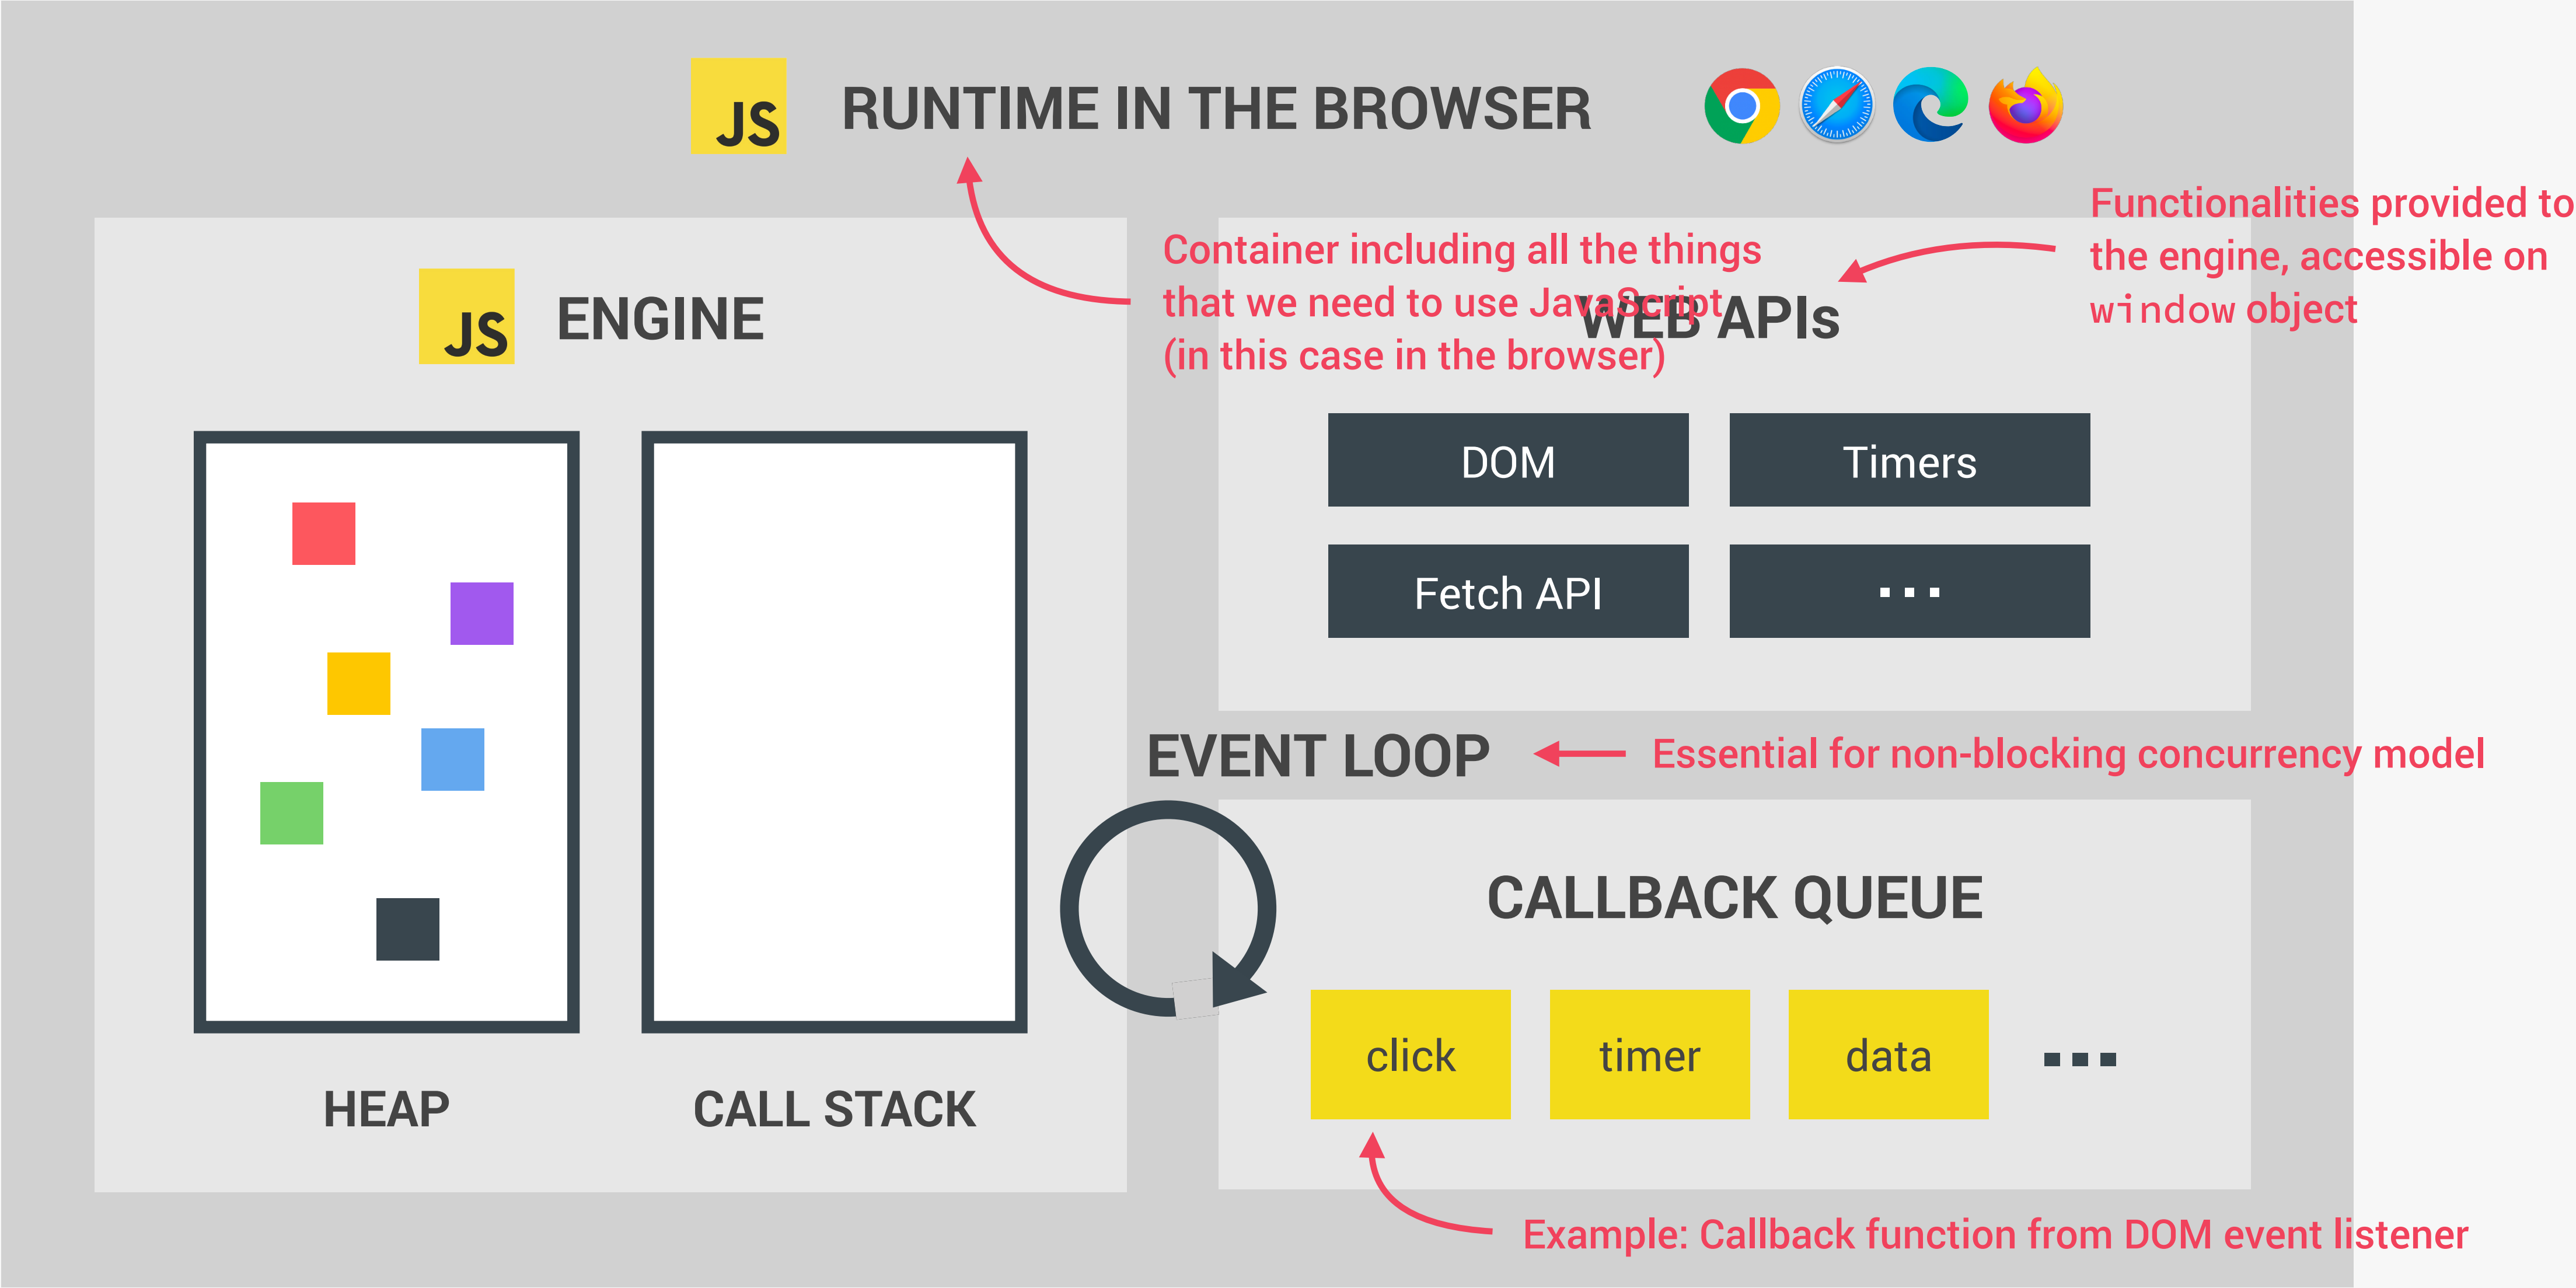 JS
RUNTIME IN THE BROWSER
Functionalities provided to
the engine, accessible on
window object
Container including all the things
that we need to use JavaScript
(in this case in the browser)
JS
ENGINE
WEB APIs
DOM
Timers
Fetch API
...
EVENT LOOP
Essential for non-blocking concurrency model
CALLBACK QUEUE
click
timer
data
...
HEAP
CALL STACK
Example: Callback function from DOM event listener